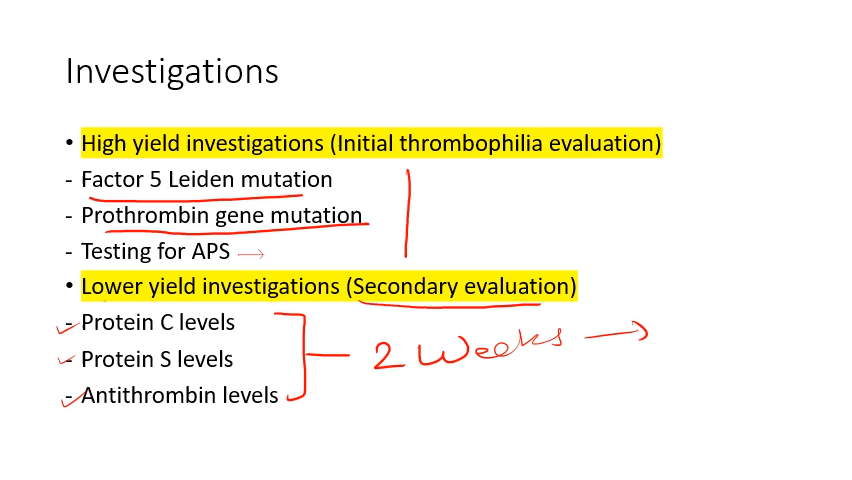 Investigations
• High yield investigations (Initial thrombophilia evaluation)
- Factor 5 Leiden mutation
- Prothrombin gene mutation
- Testing for APS →
• Lower yield investigations (Secondary evaluation)
- Protein C levels
- Protein S levels
- Antithrombin levels
2 Weeks →